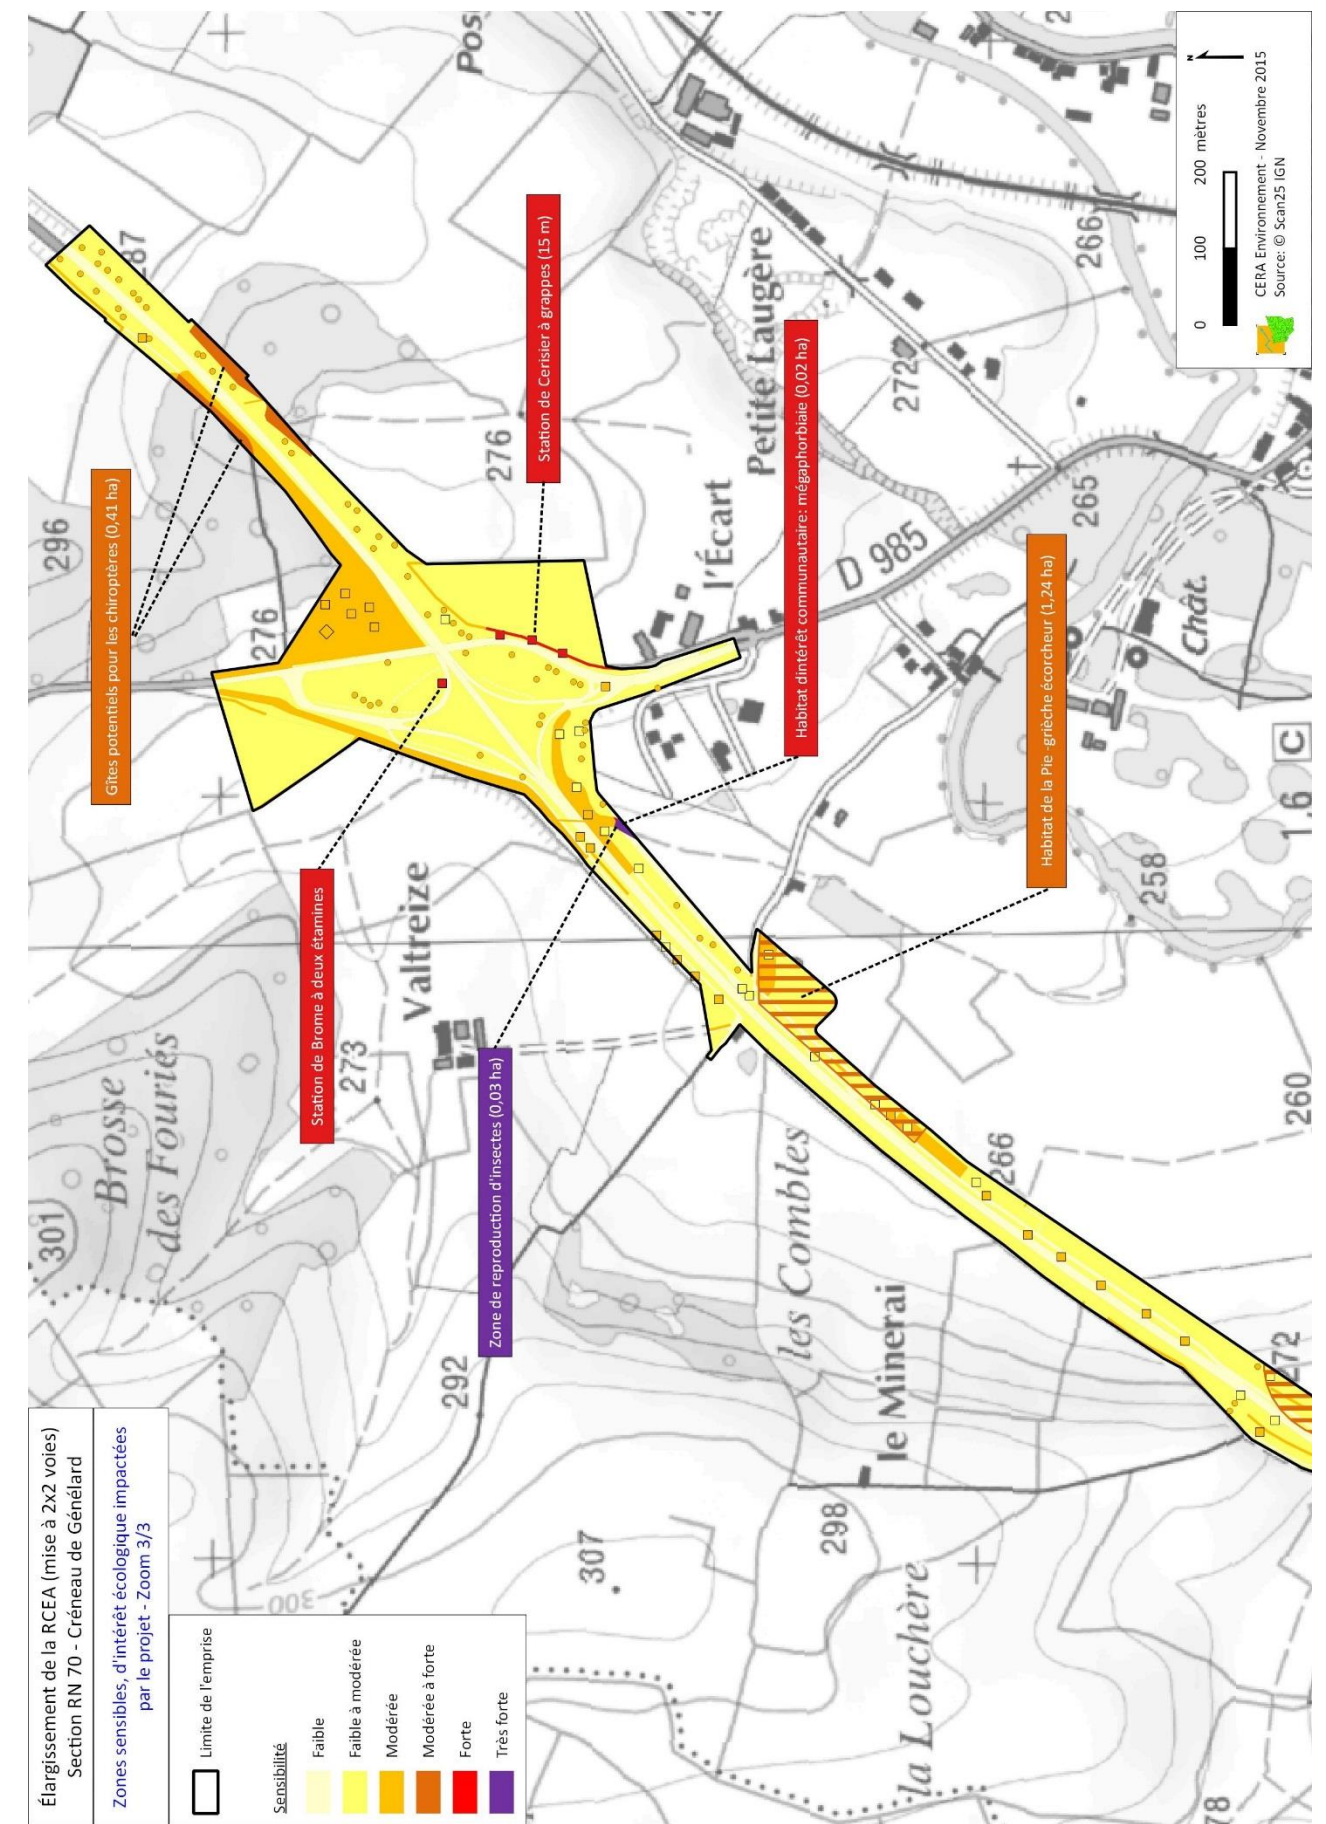 Élargissement de la RCEA (mise à 2x2 voies)
Section RN 70 - Créneau de Génélard
Zones sensibles, d'intérêt écologique impactées
par le projet - Zoom 3/3
Limite de l'emprise
Sensibilité
Faible
Faible à modérée
Modérée
Modérée à forte
Forte
Très forte
Gîtes potentiels pour les chiroptères (0,41 ha)
Station de Brome à deux étamines
Zone de reproduction d'insectes (0,03 ha)
Station de Cerisier à grappes (15 m)
Habitat dintérêt communautaire: mégaphorbiaie (0,02 ha)
Habitat de la Pie -grièche écorcheur (1,24 ha)
301
Brosse
des Fouriés
273
Valtreize
292
300
307
298
la Louchère
le Minerai
les Combles
266
272
260
258
78
296
276
287
276
Pos
Petite Laugère
l'Écart
272
D 985
265
266
Chât.
1,6
C
2
N
0 100 200 mètres
CERA Environnement - Novembre 2015
Source: © Scan25 IGN